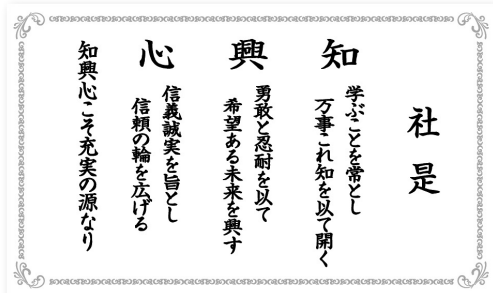 社是
知
学ぶことを常とし
万事これ知を以て開く
興
勇敢と忍耐を以て
希望ある未来を興す
心
信義誠実を旨とし
信頼の輪を広げる
知興心こそ充実の源なり